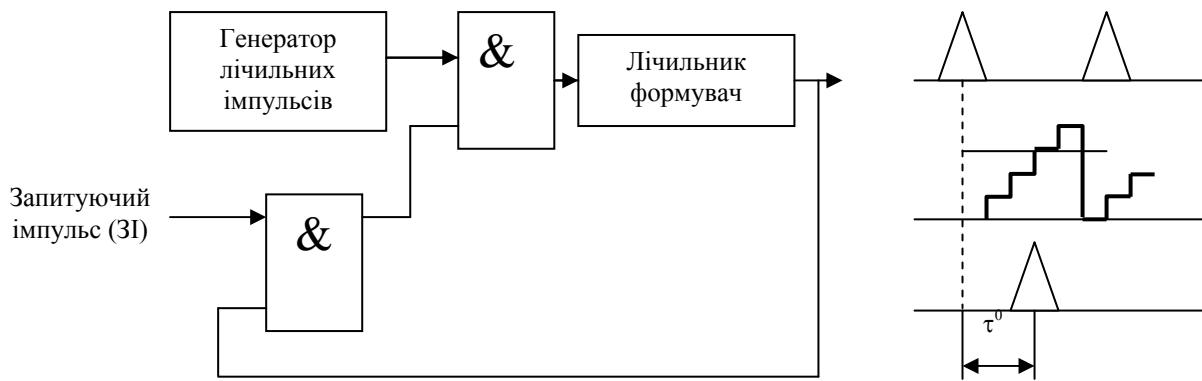 Генератор
лічильних
імпульсів
&
Лічильник
формувач
Запитуючий
імпульс (ЗІ)
&
τ⁰